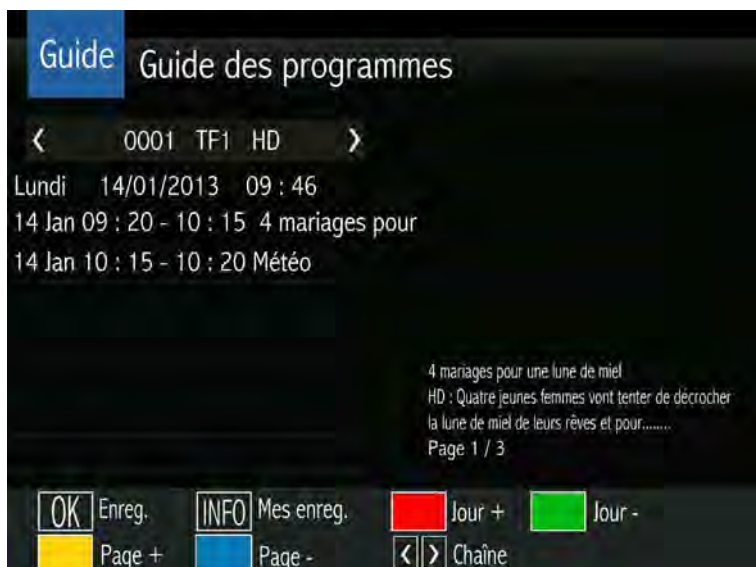 Guide
Guide des programmes
< 0001 TF1 HD >
Lundi 14/01/2013 09 : 46
14 Jan 09 : 20 - 10 : 15 4 mariages pour
14 Jan 10 : 15 - 10 : 20 Météo
4 mariages pour une lune de miel
HD : Quatre jeunes femmes vont tenter de décrocher
la lune de miel de leurs rêves et pour........
Page 1 / 3
OK Enreg. INFO Mes enreg. Jour + Jour -
Page + Page - < > Chaîne